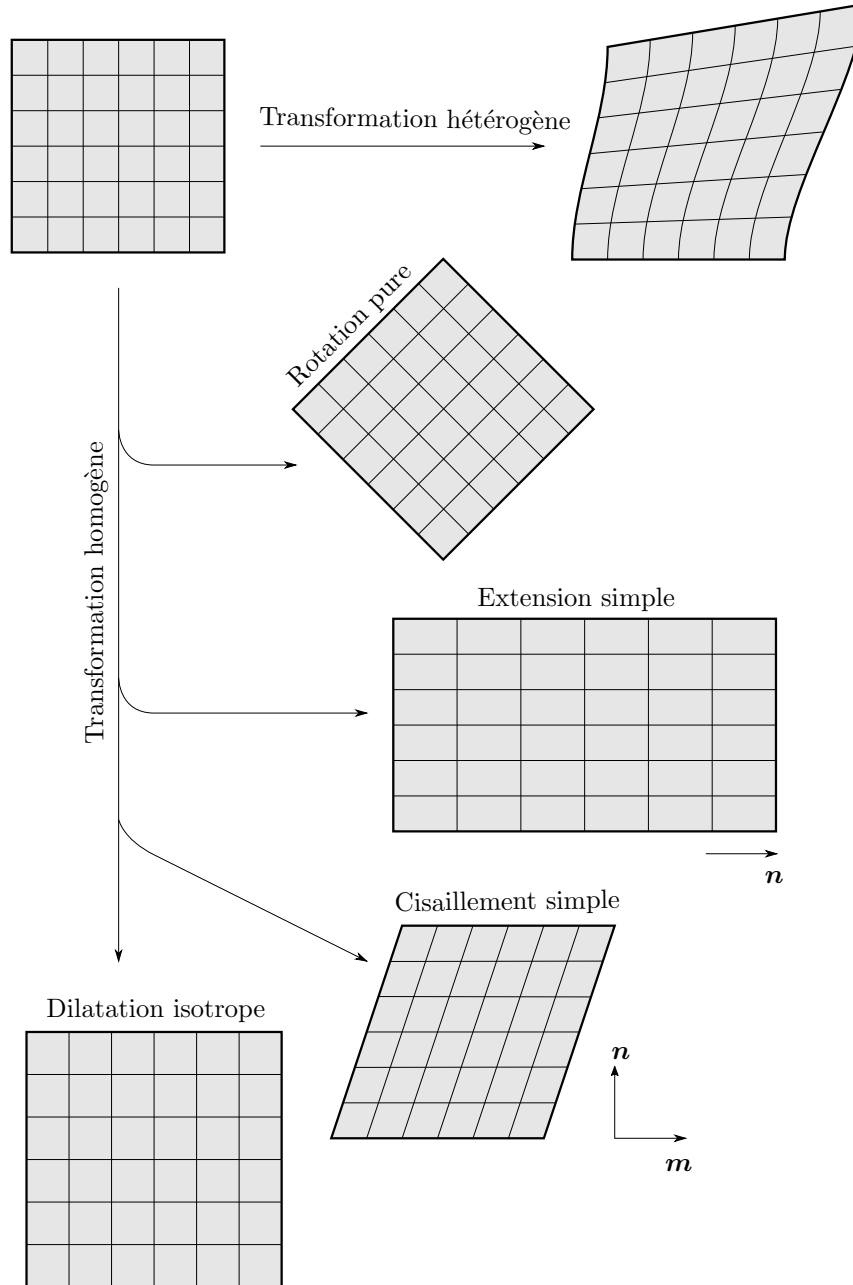 Transformation hétérogène
Rotation pure
Transformation homogène
Extension simple
n
Cisaillement simple
Dilatation isotrope
n
m